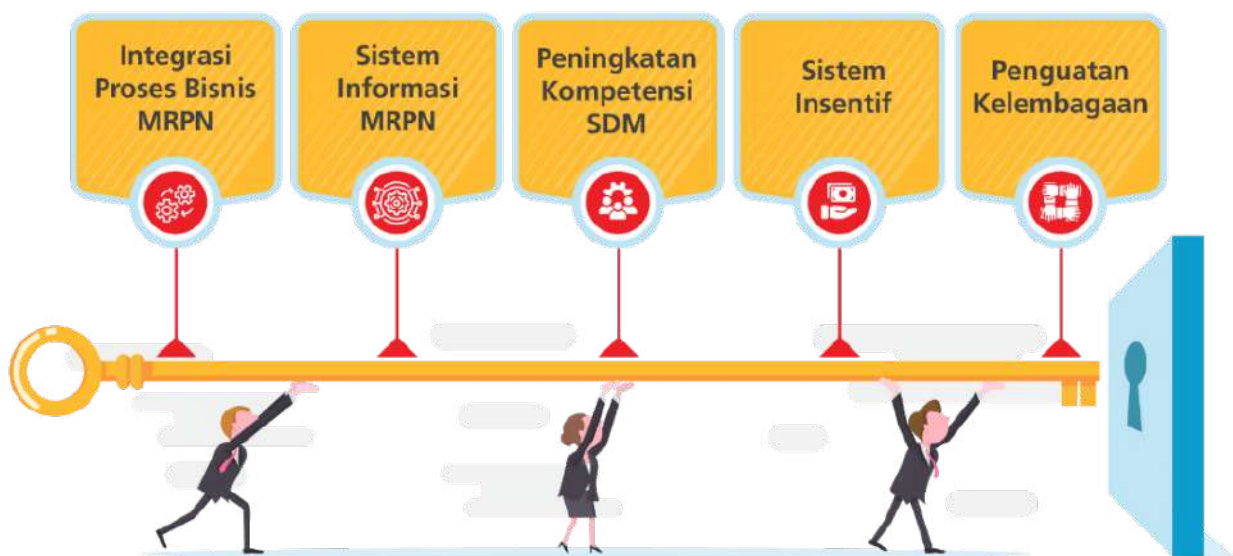 Integrasi
Proses Bisnis
MRPN
Sistem
Informasi
MRPN
Peningkatan
Kompetensi
SDM
Sistem
Insentif
Penguatan
Kelembagaan